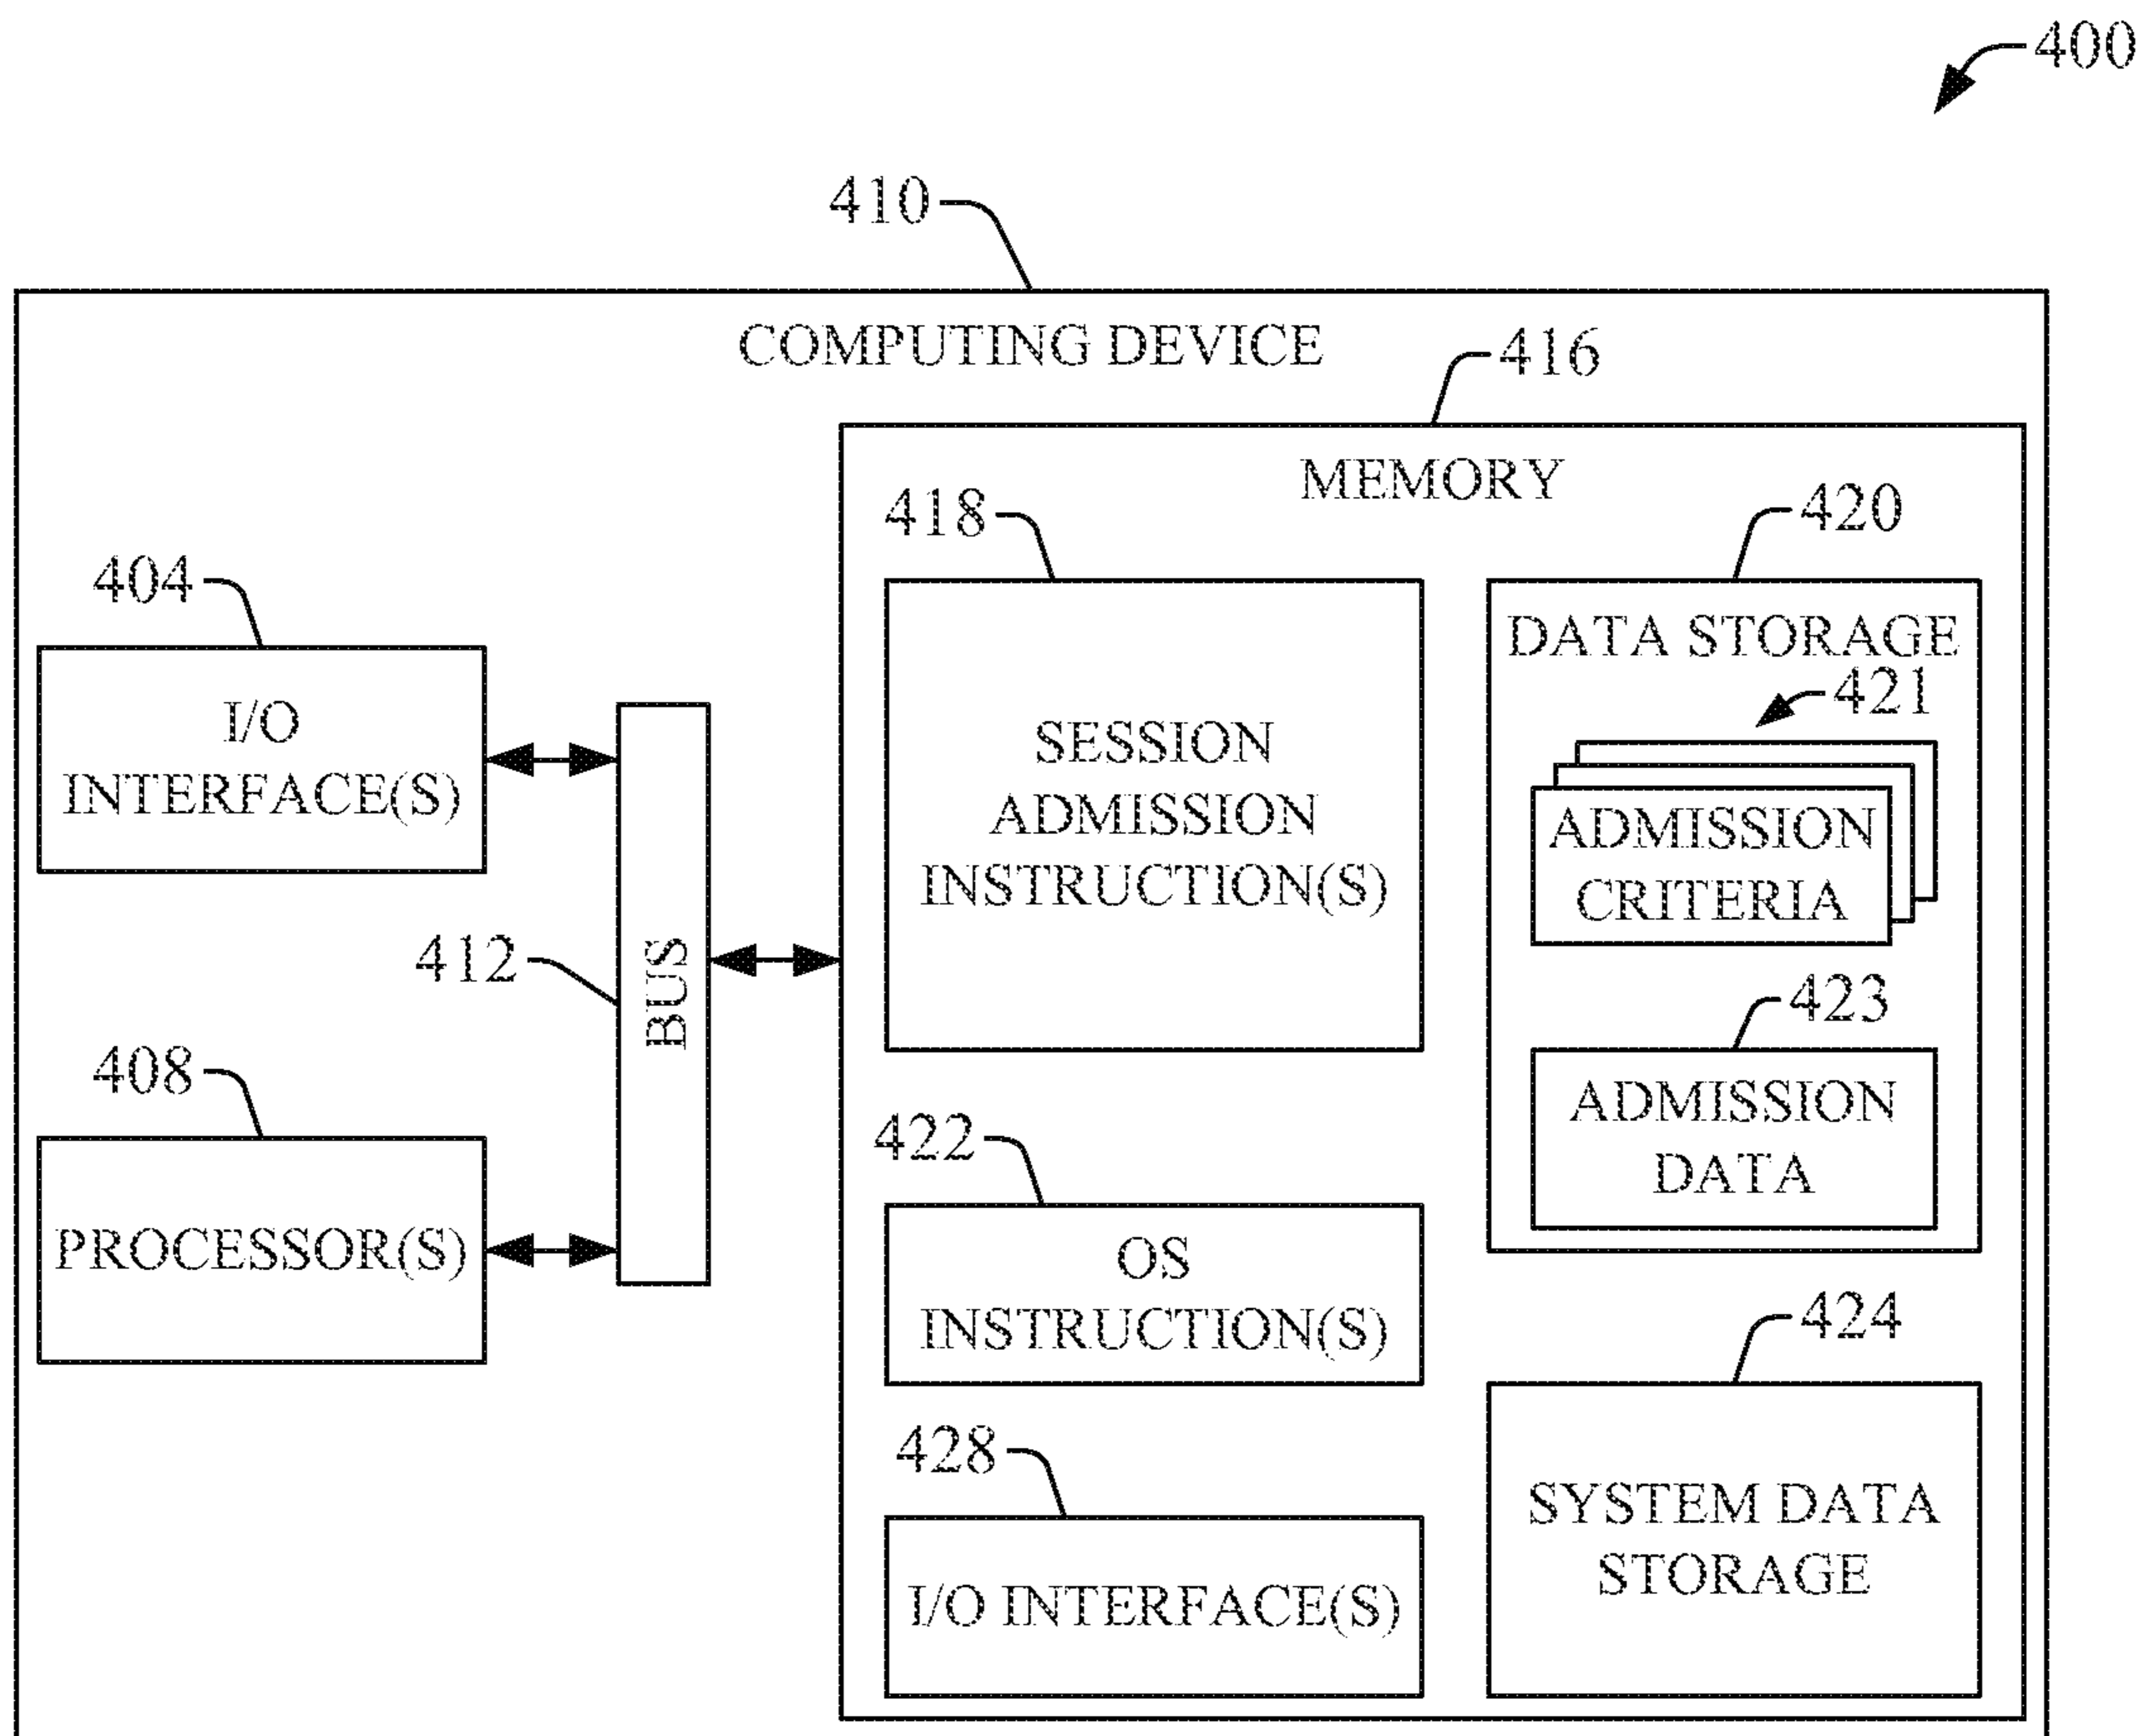 400
410
COMPUTING DEVICE
416
MEMORY
418
420
404
DATA STORAGE
421
I/O
INTERFACE(S)
SESSION
ADMISSION
INSTRUCTION(S)
ADMISSION
CRITERIA
412
BUS
423
408
ADMISSION
DATA
422
PROCESSOR(S)
OS
INSTRUCTION(S)
424
428
SYSTEM DATA
STORAGE
I/O INTERFACE(S)